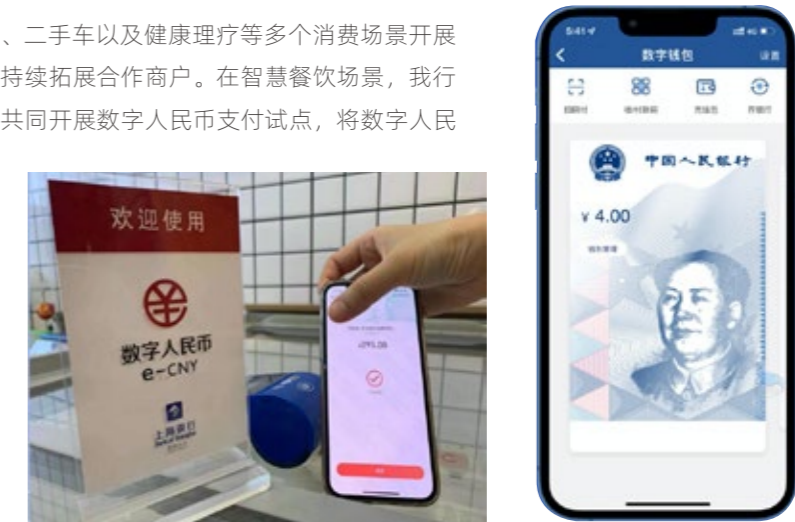 、二手车以及健康理疗等多个消费场景开展
持续拓展合作商户。在智慧餐饮场景，我行
共同开展数字人民币支付试点，将数字人民
欢迎使用
数字人民币
e-CNY
上海银行
Bank of Shanghai
数字钱包
设置
中国人民银行
¥ 4.00